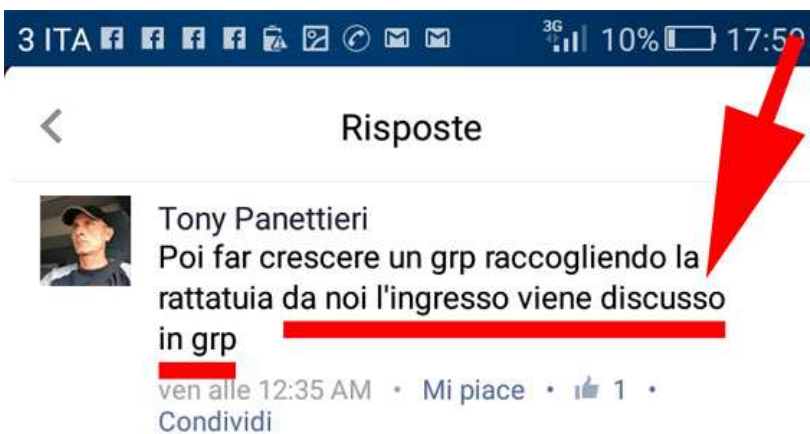 3 ITA 3G 10% 17:59
Risposte
Tony Panettieri
Poi far crescere un grp raccogliendo la
rattatuia da noi l'ingresso viene discusso
in grp
ven alle 12:35 AM • Mi piace • 1 •
Condividi